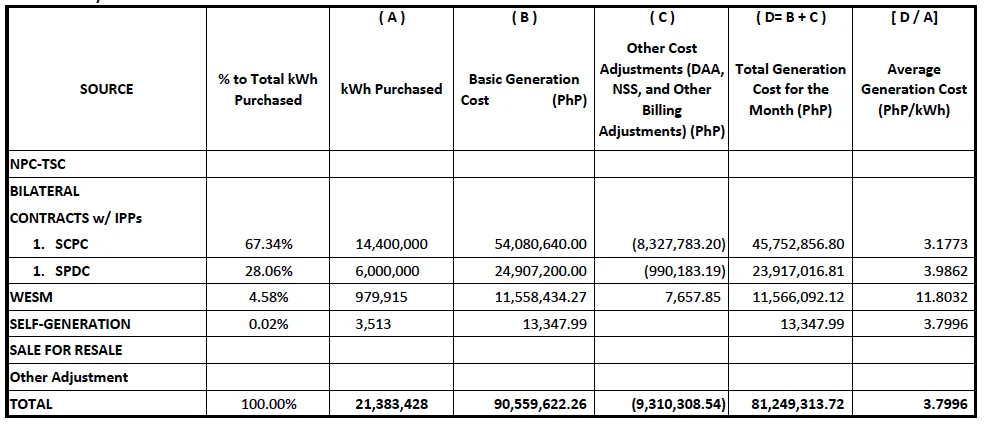 ( A ) ( B ) ( C ) ( D= B + C ) [ D / A]
SOURCE % to Total kWh Purchased kWh Purchased Basic Generation Cost (PhP) Other Cost Adjustments (DAA, NSS, and Other Billing Adjustments) (PhP) Total Generation Cost for the Month (PhP) Average Generation Cost (PhP/kWh)
NPC-TSC
BILATERAL
CONTRACTS w/ IPPs
1. SCPC 67.34% 14,400,000 54,080,640.00 (8,327,783.20) 45,752,856.80 3.1773
1. SPDC 28.06% 6,000,000 24,907,200.00 (990,183.19) 23,917,016.81 3.9862
WESM 4.58% 979,915 11,558,434.27 7,657.85 11,566,092.12 11.8032
SELF-GENERATION 0.02% 3,513 13,347.99 13,347.99 3.7996
SALE FOR RESALE
Other Adjustment
TOTAL 100.00% 21,383,428 90,559,622.26 (9,310,308.54) 81,249,313.72 3.7996